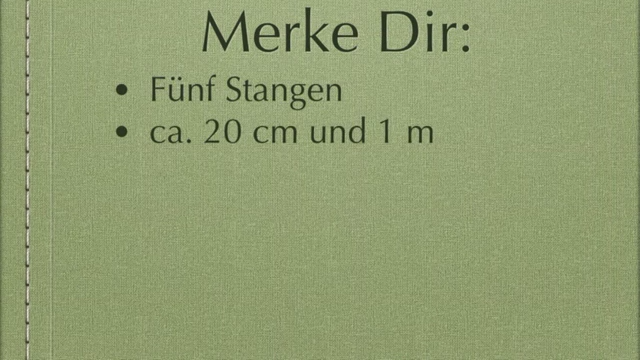 Merke Dir:
• Fünf Stangen
• ca. 20 cm und 1 m